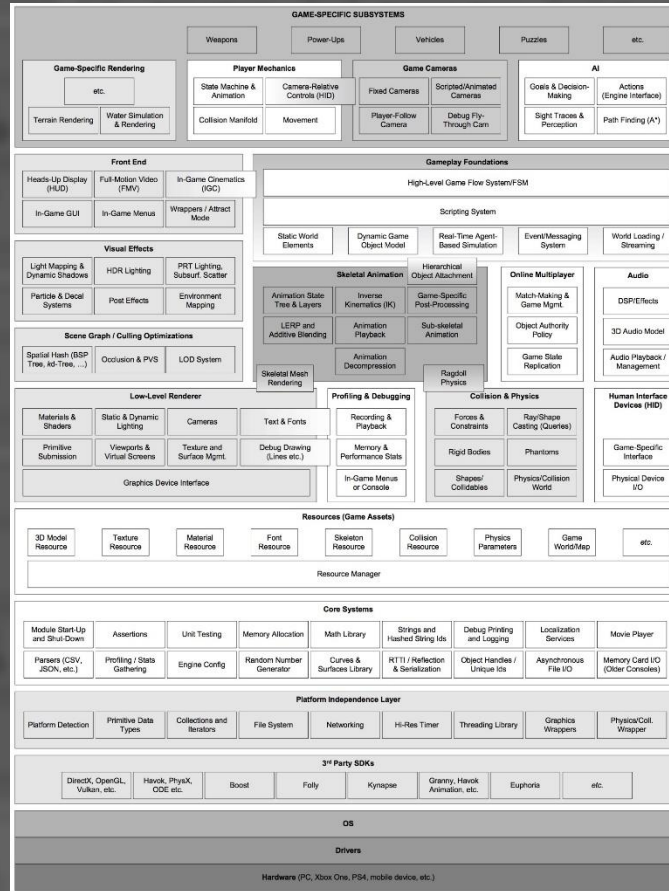 GAME-SPECIFIC SUBSYSTEMS
Weapons
Power-Ups
Vehicles
Puzzles
etc.
Game-Specific Rendering
etc.
Terrain Rendering
Water Simulation
& Rendering
Player Mechanics
State Machine &
Animation
Camera-Relative
Controls (HID)
Collision Manifold
Movement
Game Cameras
Fixed Cameras
Scripted/Animated
Cameras
Player-Follow
Camera
Debug Fly-
Through Cam
AI
Goals & Decision-
Making
Actions
(Engine Interface)
Sight Traces &
Perception
Path Finding (A*)
Front End
Heads-Up Display
(HUD)
Full-Motion Video
(FMV)
In-Game Cinematics
(IGC)
In-Game GUI
In-Game Menus
Wrappers / Attract
Mode
Gameplay Foundations
High-Level Game Flow System/FSM
Scripting System
Static World
Elements
Dynamic Game
Object Model
Real-Time Agent-
Based Simulation
Event/Messaging
System
World Loading /
Streaming
Visual Effects
Light Mapping &
Dynamic Shadows
HDR Lighting
PRT Lighting,
Subsurf. Scatter
Particle & Decal
Systems
Post Effects
Environment
Mapping
Skeletal Animation
Hierarchical
Object Attachment
Animation State
Tree & Layers
Inverse
Kinematics (IK)
Game-Specific
Post-Processing
LERP and
Additive Blending
Animation
Playback
Sub-skeletal
Animation
Animation
Decompression
Skeletal Mesh
Rendering
Ragdoll
Physics
Online Multiplayer
Match-Making &
Game Mgmt.
Object Authority
Policy
Game State
Replication
Audio
DSP/Effects
3D Audio Model
Audio Playback /
Management
Scene Graph / Culling Optimizations
Spatial Hash (BSP
Tree, kd-Tree, ...)
Occlusion & PVS
LOD System
Low-Level Renderer
Materials &
Shaders
Static & Dynamic
Lighting
Cameras
Text & Fonts
Primitive
Submission
Viewports &
Virtual Screens
Texture and
Surface Mgmt.
Debug Drawing
(Lines etc.)
Graphics Device Interface
Profiling & Debugging
Recording &
Playback
Memory &
Performance Stats
In-Game Menus
or Console
Collision & Physics
Forces &
Constraints
Ray/Shape
Casting (Queries)
Rigid Bodies
Phantoms
Shapes/
Collidables
Physics/Collision
World
Human Interface
Devices (HID)
Game-Specific
Interface
Physical Device
I/O
Resources (Game Assets)
3D Model
Resource
Texture
Resource
Material
Resource
Font
Resource
Skeleton
Resource
Collision
Resource
Physics
Parameters
Game
World/Map
etc.
Resource Manager
Core Systems
Module Start-Up
and Shut-Down
Assertions
Unit Testing
Memory Allocation
Math Library
Strings and
Hashed String Ids
Debug Printing
and Logging
Localization
Services
Movie Player
Parsers (CSV,
JSON, etc.)
Profiling / Stats
Gathering
Engine Config
Random Number
Generator
Curves &
Surfaces Library
RTTI / Reflection
& Serialization
Object Handles /
Unique Ids
Asynchronous
File I/O
Memory Card I/O
(Older Consoles)
Platform Independence Layer
Platform Detection
Primitive Data
Types
Collections and
Iterators
File System
Networking
Hi-Res Timer
Threading Library
Graphics
Wrappers
Physics/Coll.
Wrapper
3rd Party SDKs
DirectX, OpenGL,
Vulkan, etc.
Havok, PhysX,
ODE etc.
Boost
Folly
Kynapse
Granny, Havok
Animation, etc.
Euphoria
etc.
OS
Drivers
Hardware (PC, Xbox One, PS4, mobile device, etc.)